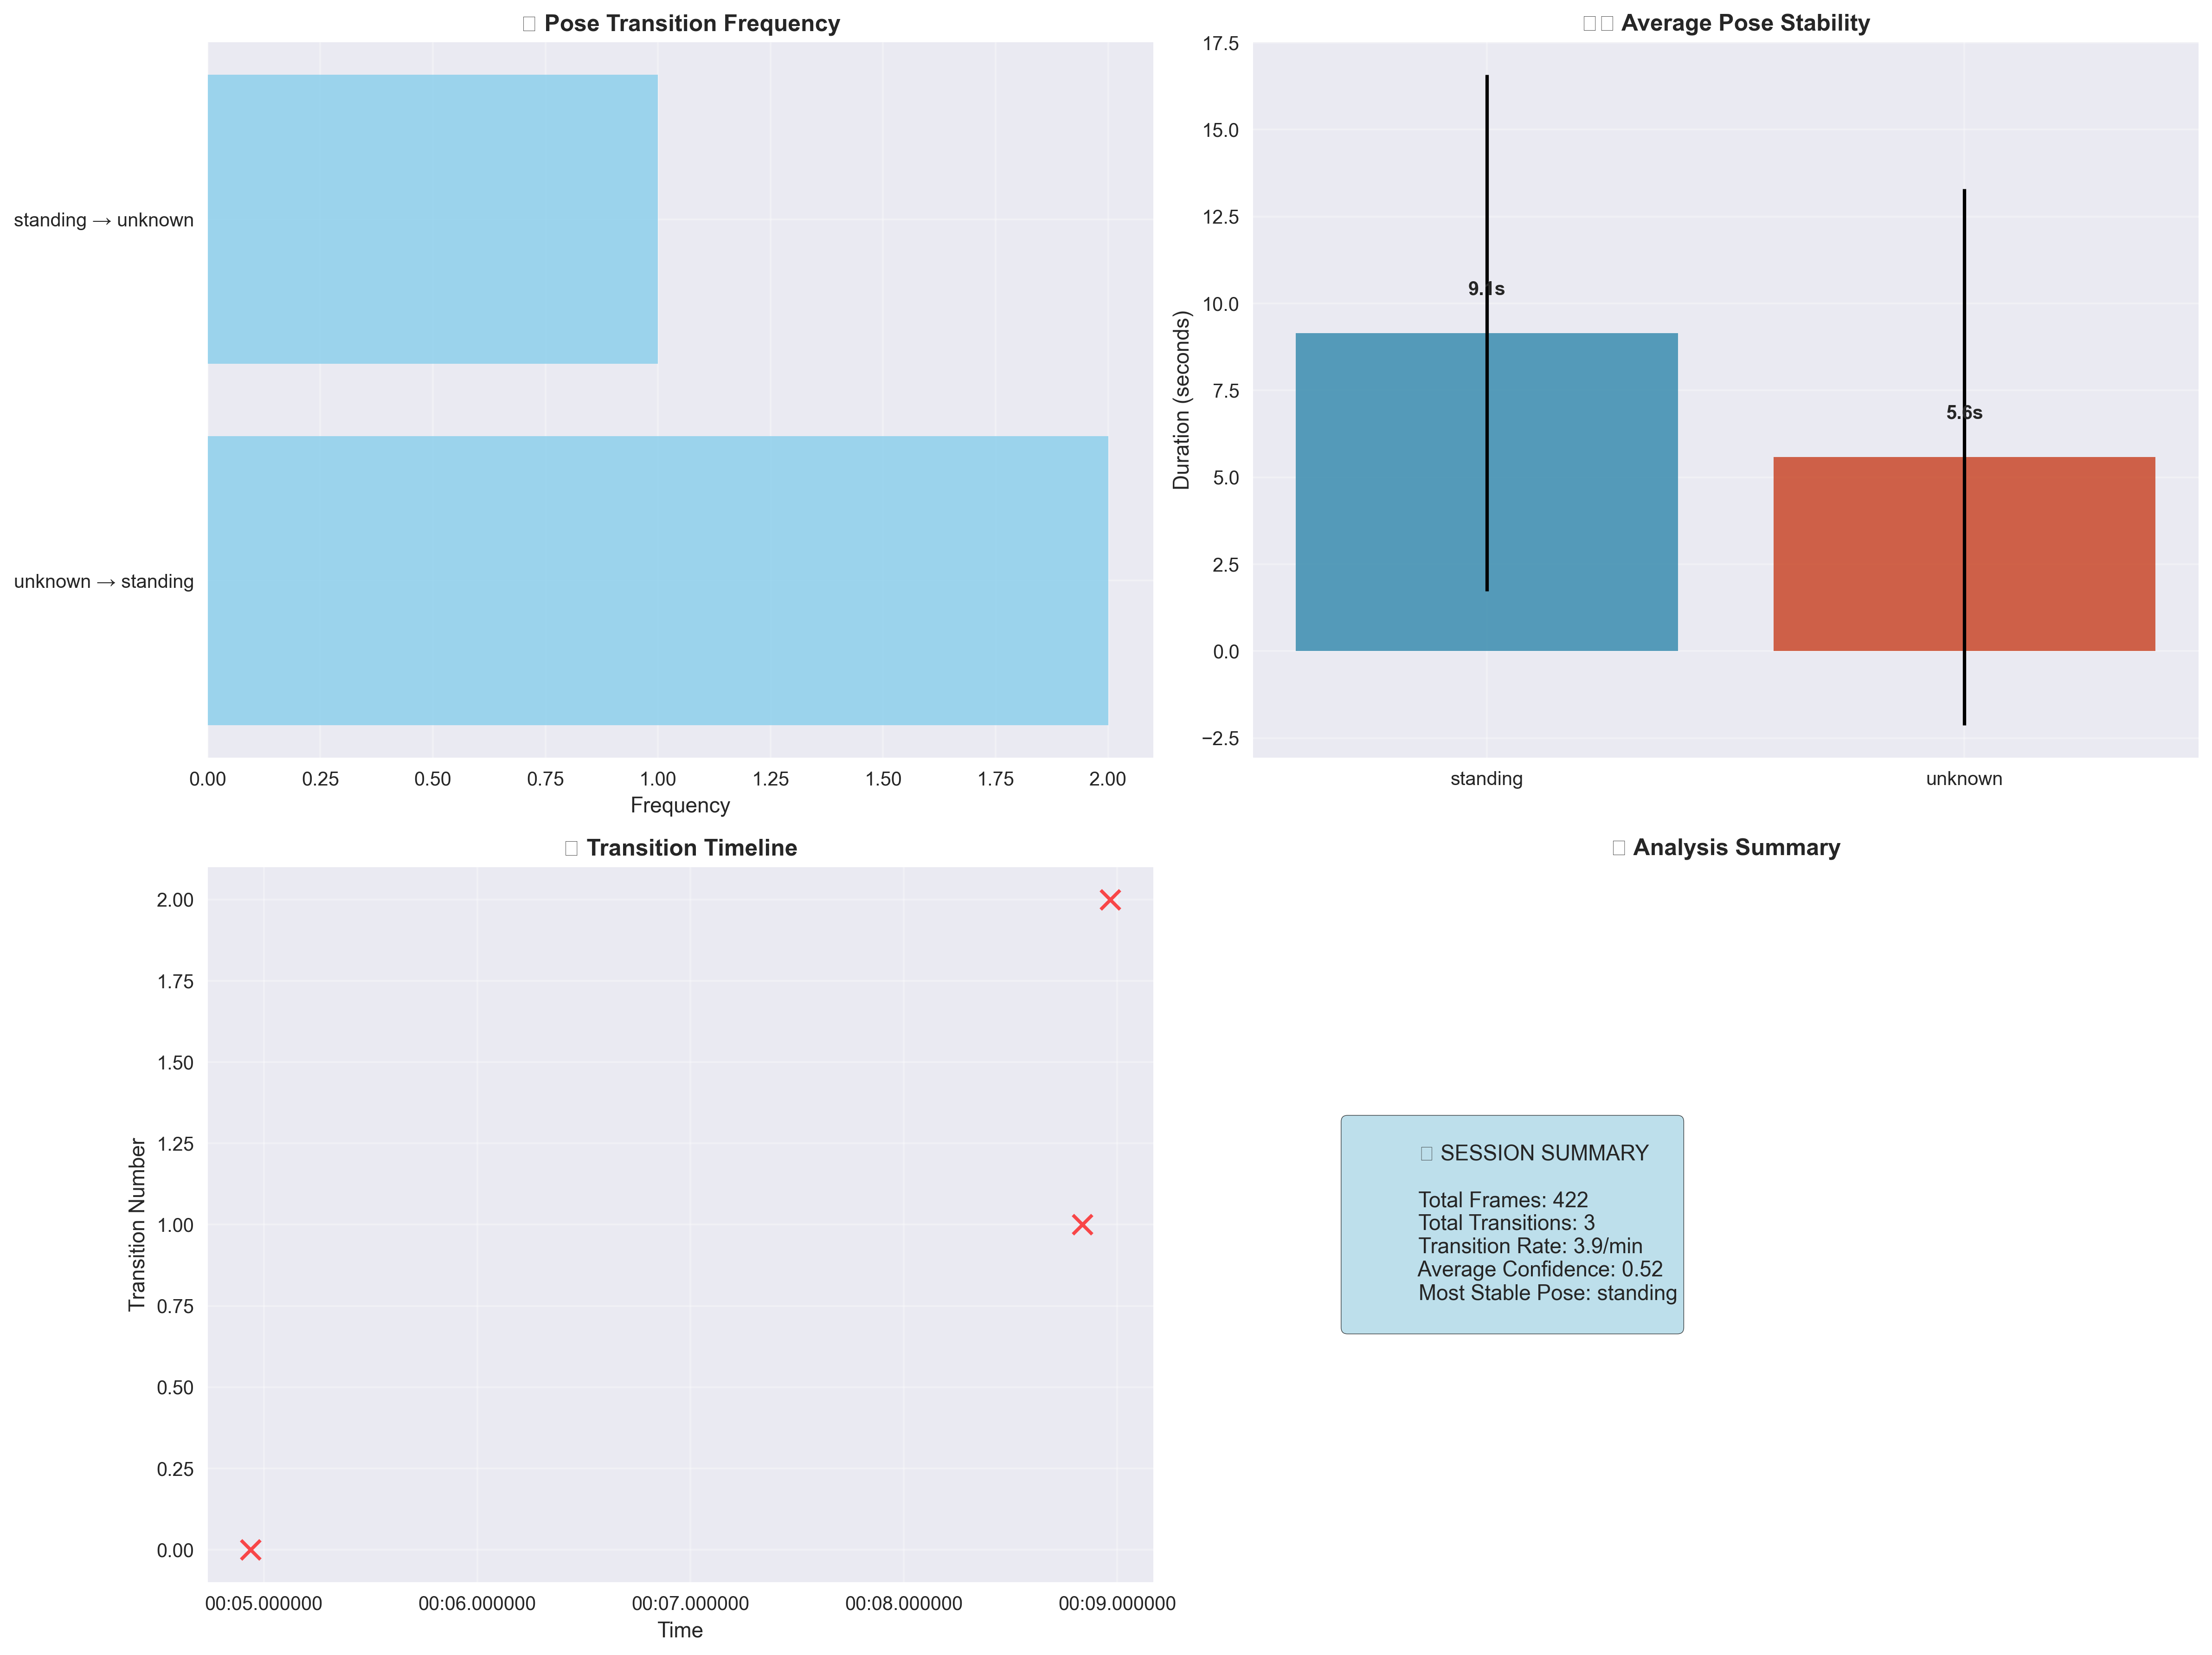 Pose Transition Frequency
standing → unknown
unknown → standing
0.00 0.25 0.50 0.75 1.00 1.25 1.50 1.75 2.00
Frequency
Average Pose Stability
Duration (seconds)
17.5
15.0
12.5
10.0
7.5
5.0
2.5
0.0
−2.5
9.1s
5.6s
standing unknown
Transition Timeline
Transition Number
2.00
1.75
1.50
1.25
1.00
0.75
0.50
0.25
0.00
00:05.000000 00:06.000000 00:07.000000 00:08.000000 00:09.000000
Time
Analysis Summary
SESSION SUMMARY
Total Frames: 422
Total Transitions: 3
Transition Rate: 3.9/min
Average Confidence: 0.52
Most Stable Pose: standing